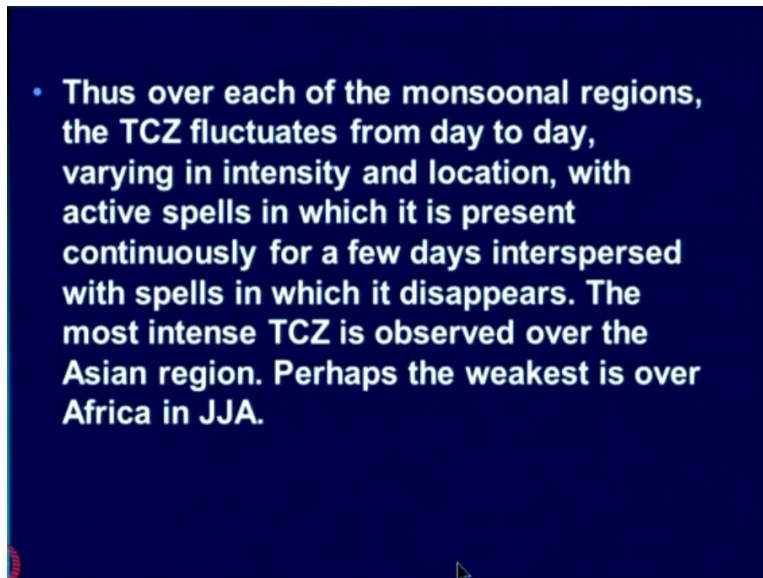 • Thus over each of the monsoonal regions,
the TCZ fluctuates from day to day,
varying in intensity and location, with
active spells in which it is present
continuously for a few days interspersed
with spells in which it disappears. The
most intense TCZ is observed over the
Asian region. Perhaps the weakest is over
Africa in JJA.